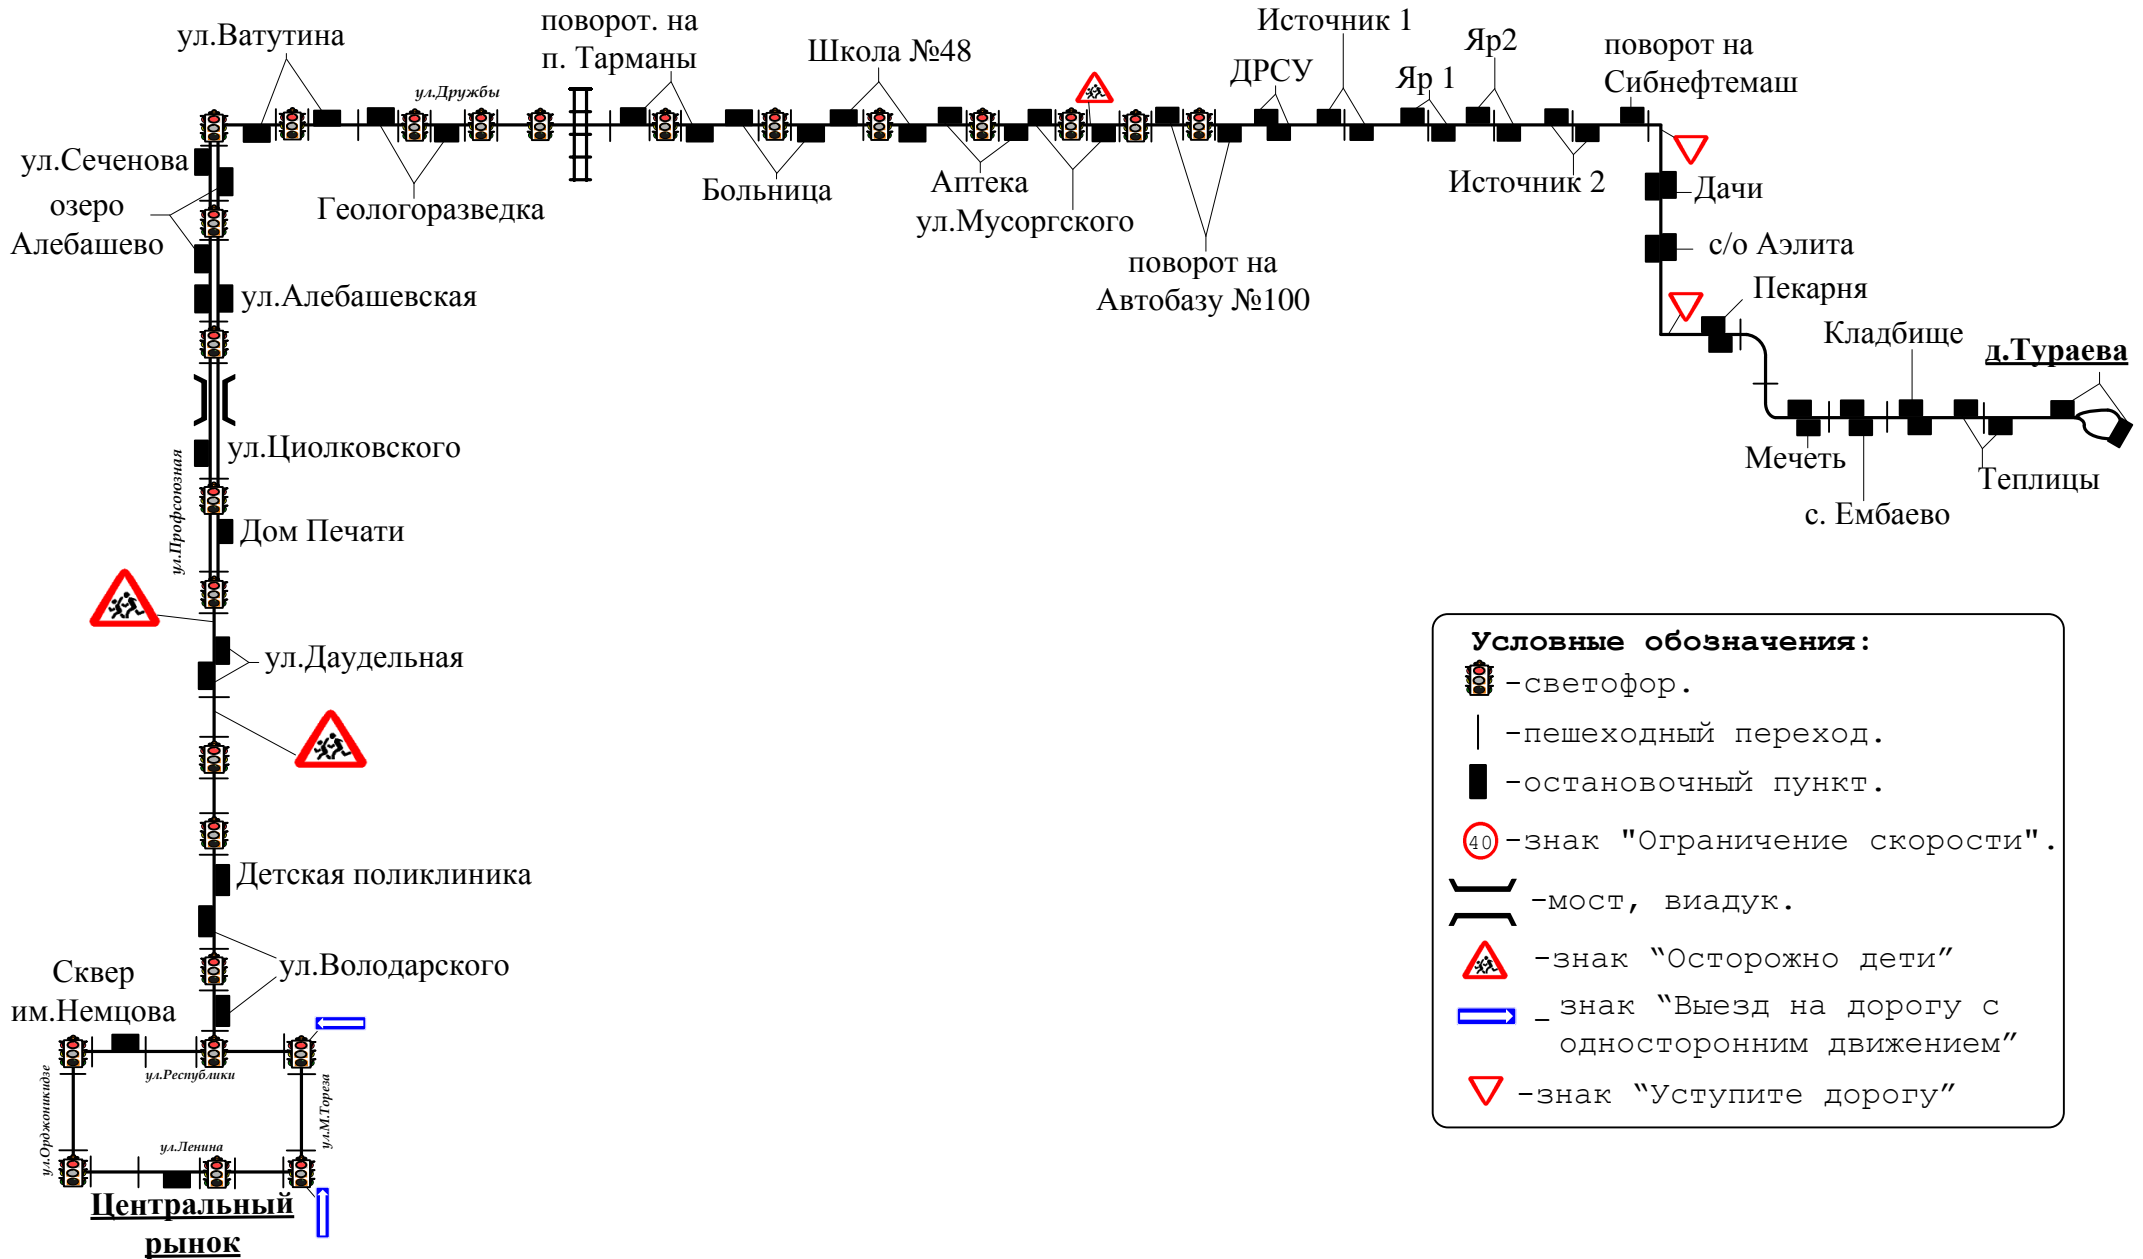 ул.Ватутина
поворот. на
п. Тарманы
Школа №48
Источник 1
ДРСУ
Яр 1
Яр2
поворот на
Сибнефтемаш
ул.Дружбы
ул.Сеченова
озеро
Алебашево
Геологоразведка
Больница
Аптека
ул.Мусоргского
поворот на
Автобазу №100
Источник 2
Дачи
с/о Аэлита
Пекарня
Кладбище
д.Тураева
Мечеть
с. Ембаево
Теплицы
ул.Алебашевская
ул.Циолковского
ул.Профсоюзная
Дом Печати
ул.Даудельная
Детская поликлиника
ул.Володарского
Сквер
им.Немцова
ул.Республики
ул.Орджоникидзе
ул.М.Тореза
ул.Ленина
Центральный
рынок
Условные обозначения:
-светофор.
-пешеходный переход.
-остановочный пункт.
40 -знак "Ограничение скорости".
-мост, виадук.
-знак “Осторожно дети”
- знак “Выезд на дорогу с
односторонним движением”
-знак “Уступите дорогу”